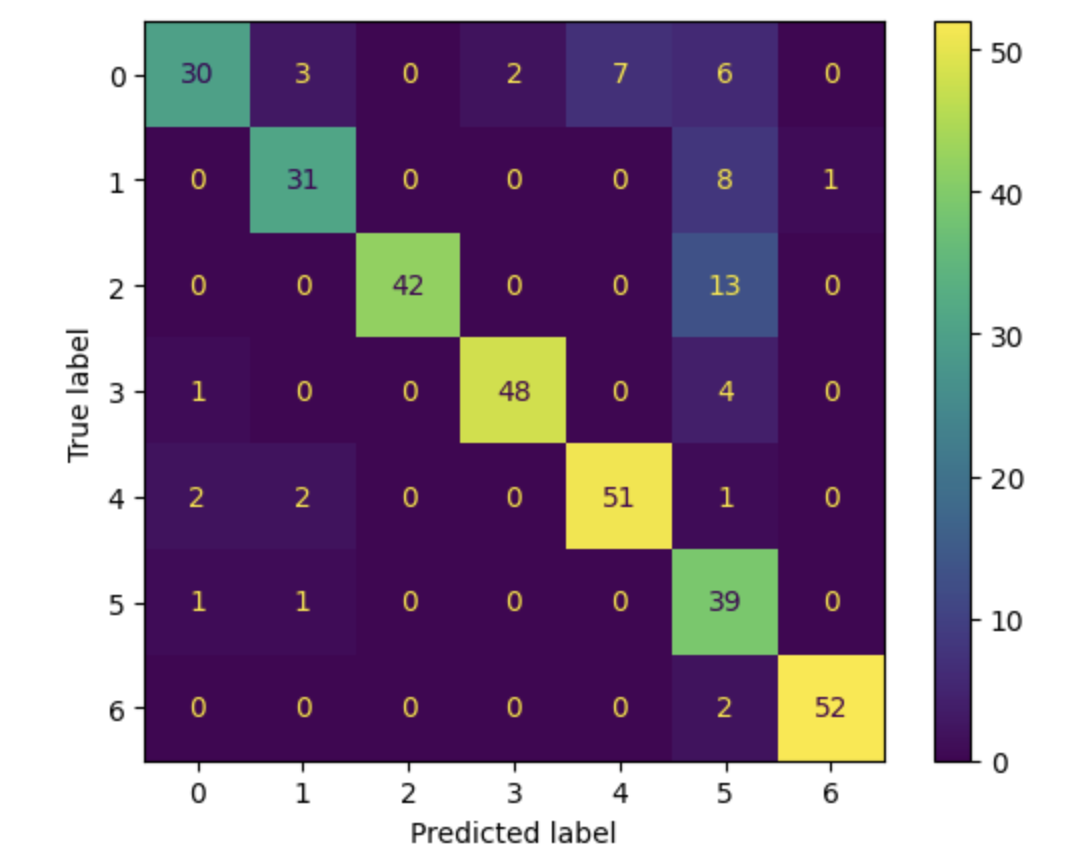 0 30 3 0 2 7 6 0
1 0 31 0 0 0 8 1
2 0 0 42 0 0 13 0
3 1 0 0 48 0 4 0
4 2 2 0 0 51 1 0
5 1 1 0 0 0 39 0
6 0 0 0 0 0 2 52
0 1 2 3 4 5 6
Predicted label
True label
50
40
30
20
10
0